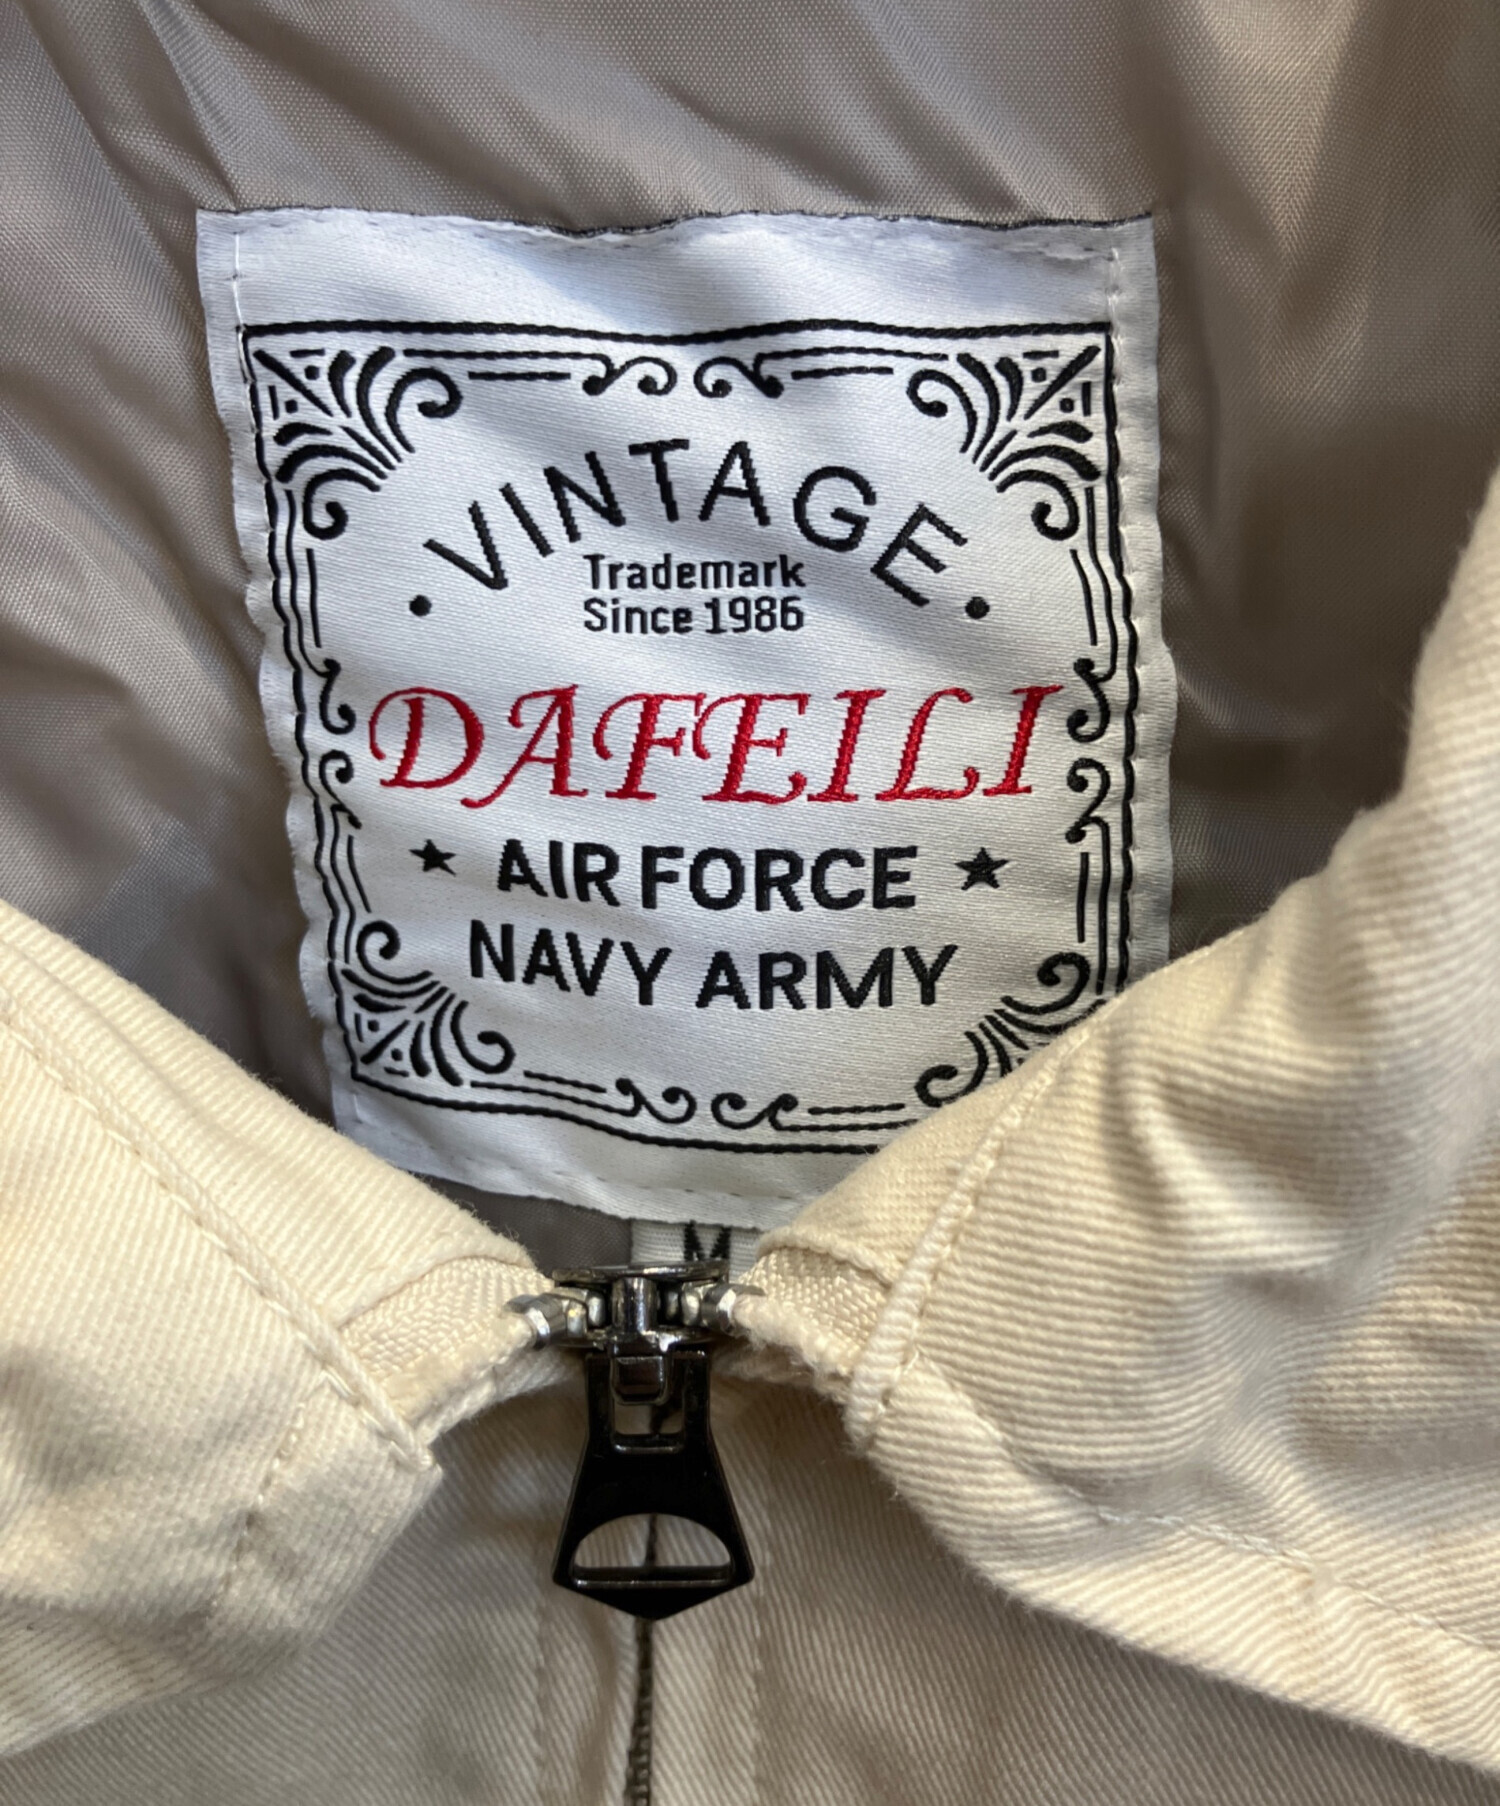 VINTAGE
Trademark
Since 1986
DAFEILI
AIR FORCE
NAVY ARMY
M